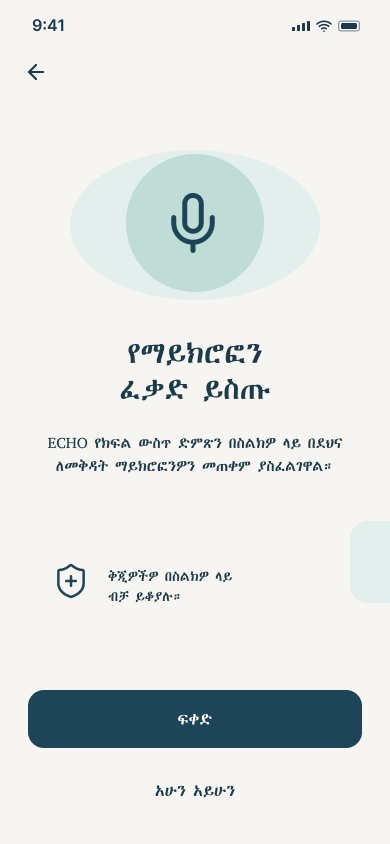 9:41
የማይክሮፎን
ፈቃድ ይስጡ
ECHO የክፍል ውስጥ ድምጽን በስልክዎ ላይ በደህና
ለመቅዳት ማይክሮፎንዎን መጠቀም ያስፈልገዋል።
ቅጂዎችዎ በስልክዎ ላይ
ብቻ ይቆያሉ።
ፍቀድ
አሁን አይሁን